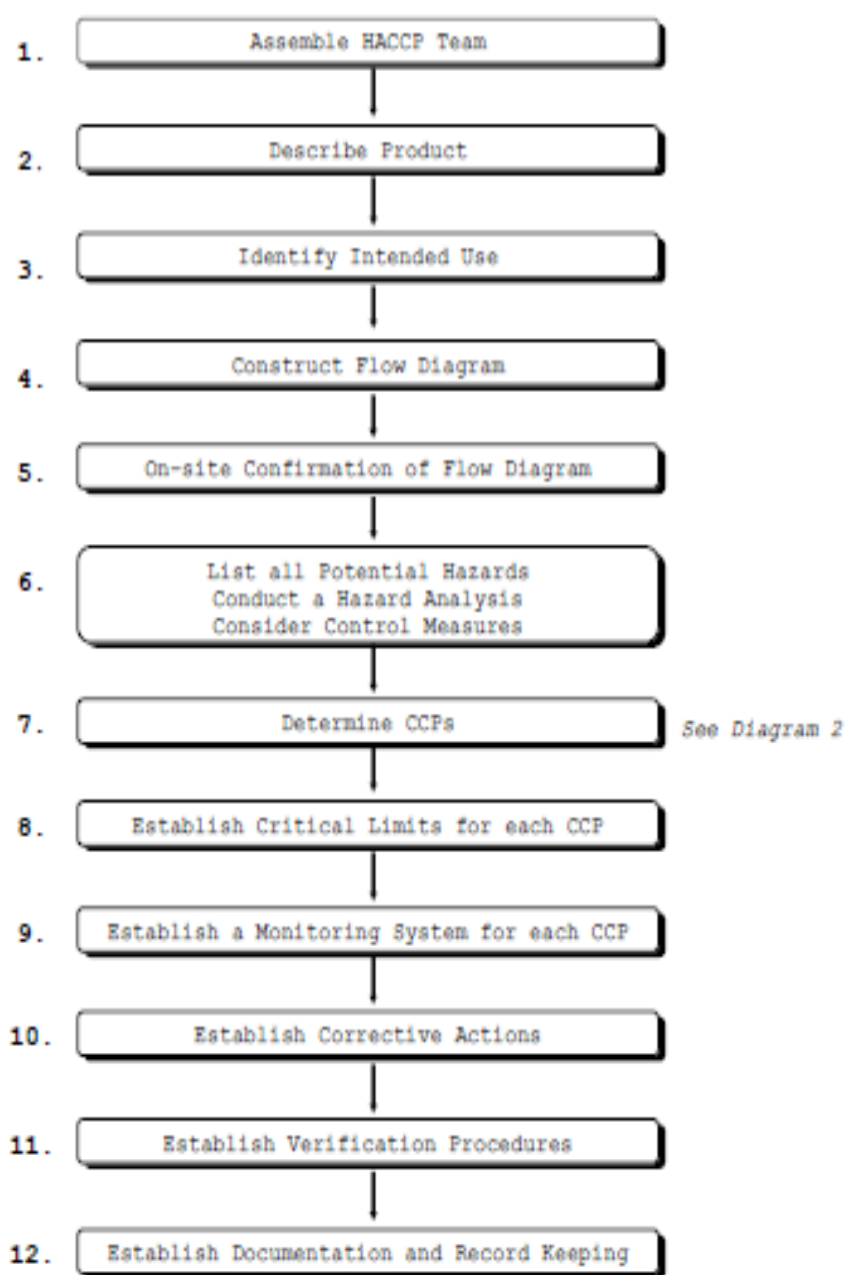 1. Assemble HACCP Team
2. Describe Product
3. Identify Intended Use
4. Construct Flow Diagram
5. On-site Confirmation of Flow Diagram
6. List all Potential Hazards
Conduct a Hazard Analysis
Consider Control Measures
7. Determine CCPs See Diagram 2
8. Establish Critical Limits for each CCP
9. Establish a Monitoring System for each CCP
10. Establish Corrective Actions
11. Establish Verification Procedures
12. Establish Documentation and Record Keeping